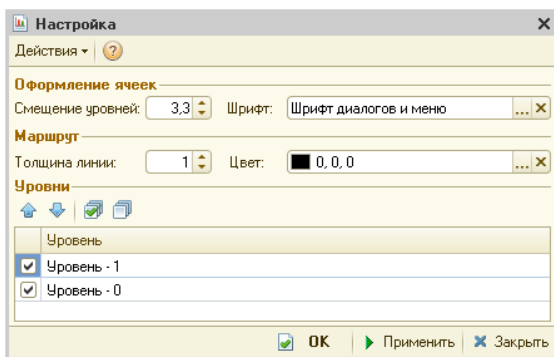 Настройка
Действия
Оформление ячеек
Смещение уровней: 3,3 Шрифт: Шрифт диалогов и меню ...
Маршрут
Толщина линии: 1 Цвет: 0, 0, 0 ...
Уровни
Уровень
Уровень - 1
Уровень - 0
OK Применить Закрыть